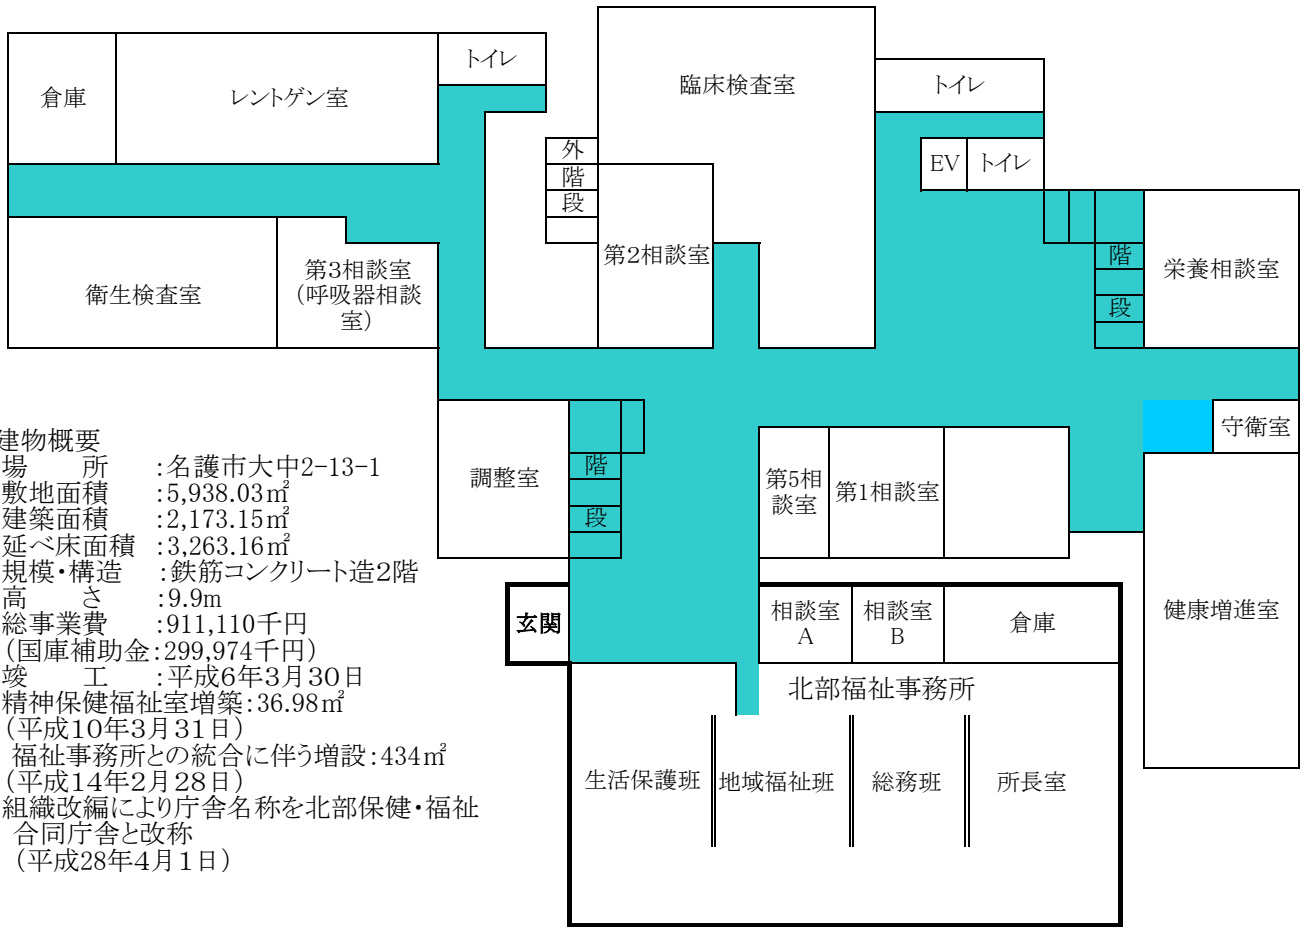 トイレ
倉庫
レントゲン室
臨床検査室
トイレ
外
階
段
EV
トイレ
第2相談室
階
段
栄養相談室
衛生検査室
第3相談室
(呼吸器相談
室)
守衛室
調整室
階
段
第5相
談室
第1相談室
健康増進室
玄関
相談室
A
相談室
B
倉庫
北部福祉事務所
生活保護班
地域福祉班
総務班
所長室
建物概要
場　　所　　:名護市大中2-13-1
敷地面積　　:5,938.03㎡
建築面積　　:2,173.15㎡
延べ床面積　:3,263.16㎡
規模・構造　:鉄筋コンクリート造2階
高　　さ　　:9.9m
総事業費　　:911,110千円
(国庫補助金:299,974千円)
竣　　工　　:平成6年3月30日
精神保健福祉室増築:36.98㎡
(平成10年3月31日)
福祉事務所との統合に伴う増設:434㎡
(平成14年2月28日)
組織改編により庁舎名称を北部保健・福祉
合同庁舎と改称
(平成28年4月1日)